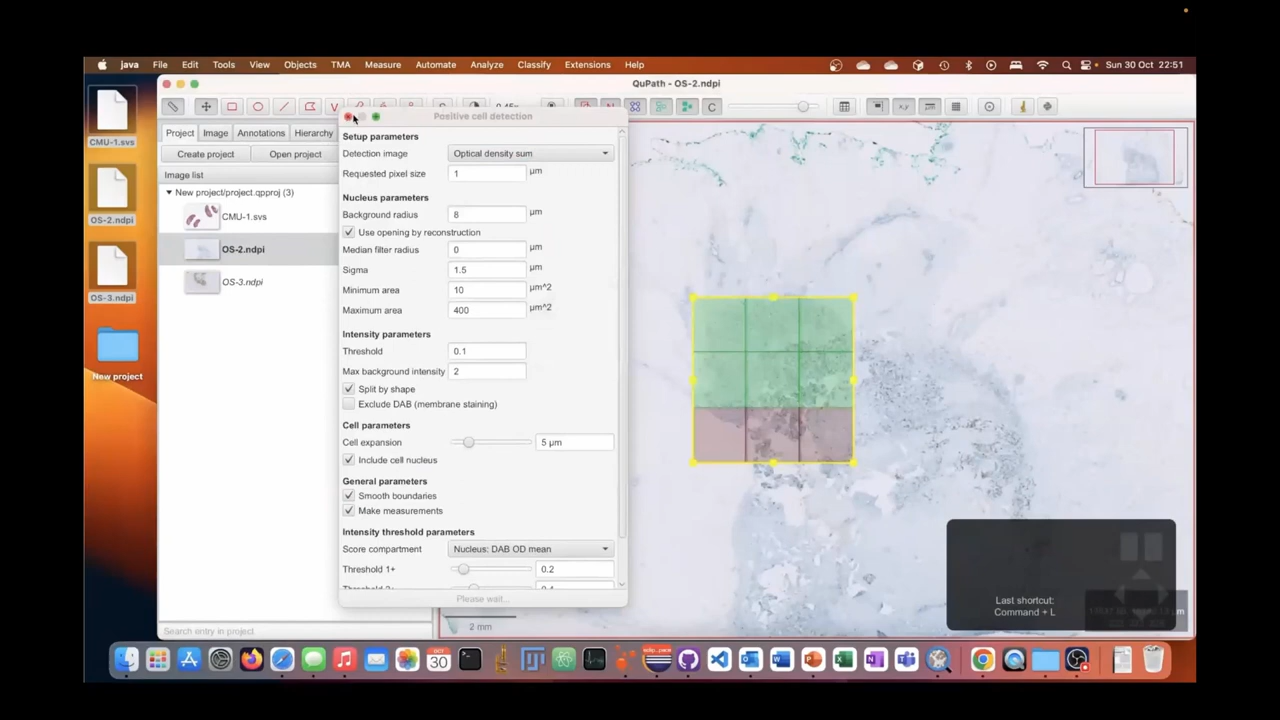 java File Edit Tools View Objects TMA Measure Automate Analyze Classify Extensions Help Sun 30 Oct 22:51
QuPath - OS-2.ndpi
CMU-1.svs
OS-2.ndpi
OS-3.ndpi
New project
Project Image Annotations Hierarchy
Create project Open project
Image list
New project/project.qpproj (3)
CMU-1.svs
OS-2.ndpi
OS-3.ndpi
Search entry in project
Positive cell detection
Setup parameters
Detection image Optical density sum
Requested pixel size 1 µm
Nucleus parameters
Background radius 8 µm
Use opening by reconstruction
Median filter radius 0 µm
Sigma 1.5 µm
Minimum area 10 µm^2
Maximum area 400 µm^2
Intensity parameters
Threshold 0.1
Max background intensity 2
Split by shape
Exclude DAB (membrane staining)
Cell parameters
Cell expansion 5 µm
Include cell nucleus
General parameters
Smooth boundaries
Make measurements
Intensity threshold parameters
Score compartment Nucleus: DAB OD mean
Threshold 1+ 0.2
Please wait...
2 mm
Last shortcut:
Command + L
OCT
30